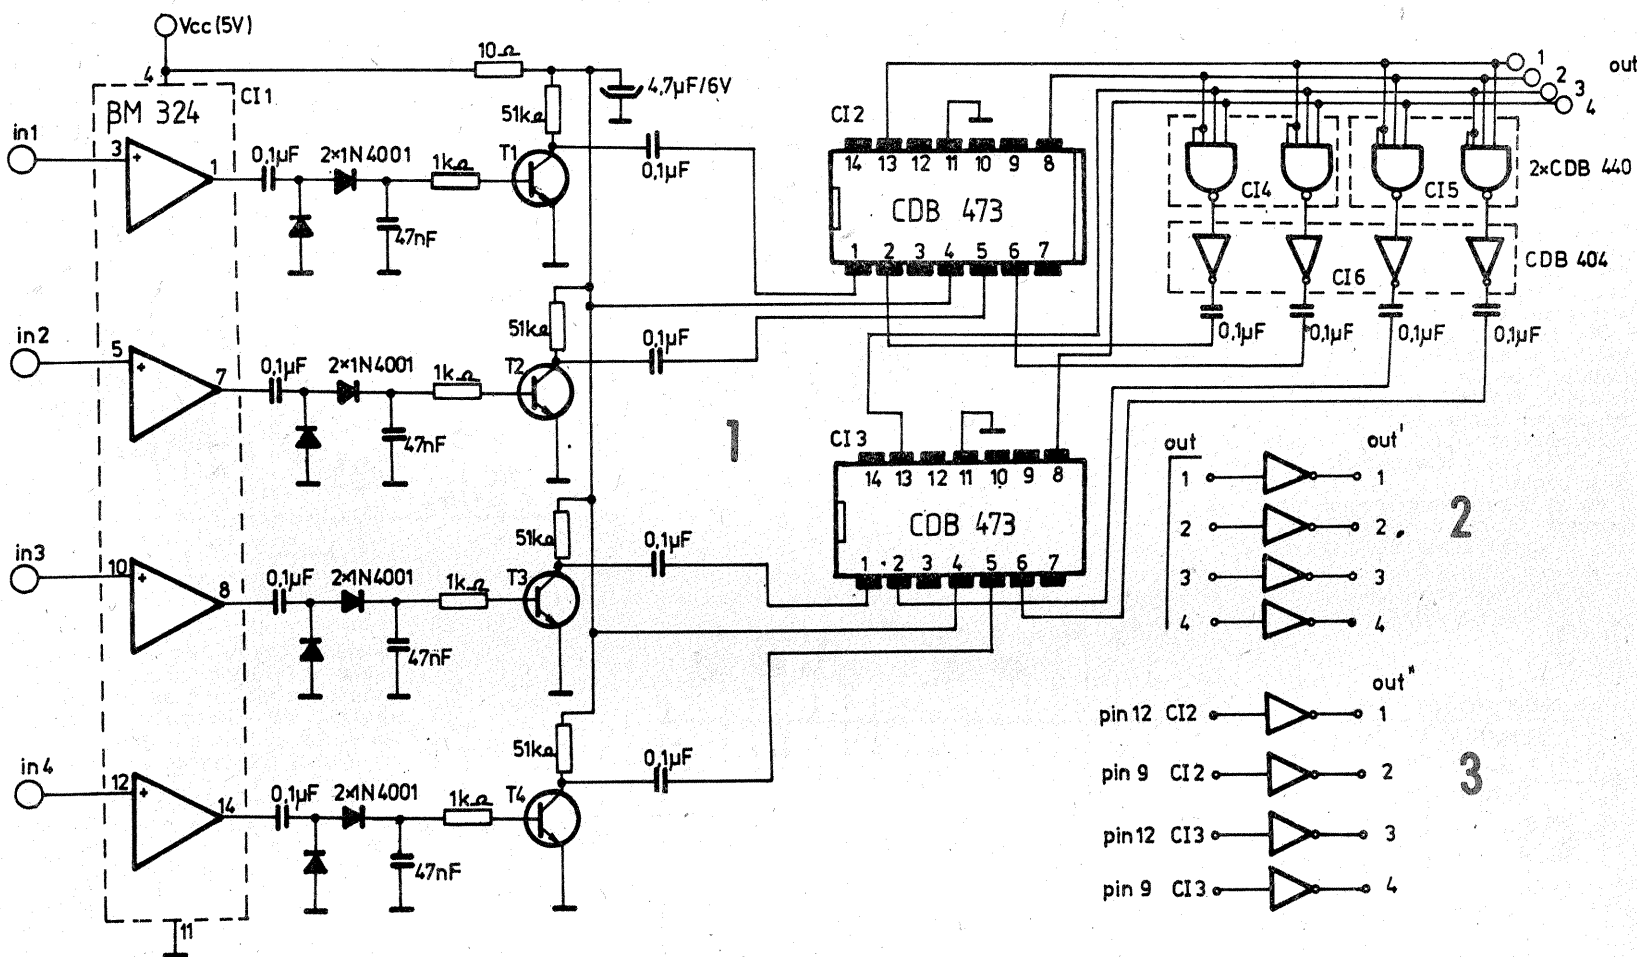 Vcc (5V)
4
10Ω
4,7µF/6V
BM 324
CI1
in1
3
1
0,1µF
2×1N4001
1kΩ
47nF
51kΩ
T1
0,1µF
in2
5
7
0,1µF
2×1N4001
1kΩ
47nF
51kΩ
T2
0,1µF
in3
10
8
0,1µF
2×1N4001
1kΩ
47nF
51kΩ
T3
0,1µF
in4
12
14
0,1µF
2×1N4001
1kΩ
47nF
51kΩ
T4
0,1µF
11
1
CI2
14 13 12 11 10 9 8
CDB 473
1 2 3 4 5 6 7
CI3
14 13 12 11 10 9 8
CDB 473
1 2 3 4 5 6 7
1
2
3
4
out
CI4
CI5
2×CDB 440
CI6
CDB 404
0,1µF
0,1µF
0,1µF
0,1µF
out out'
1 1
2 2
3 3
4 4
2
out"
pin 12 CI2 1
pin 9 CI2 2
pin12 CI3 3
pin 9 CI3 4
3